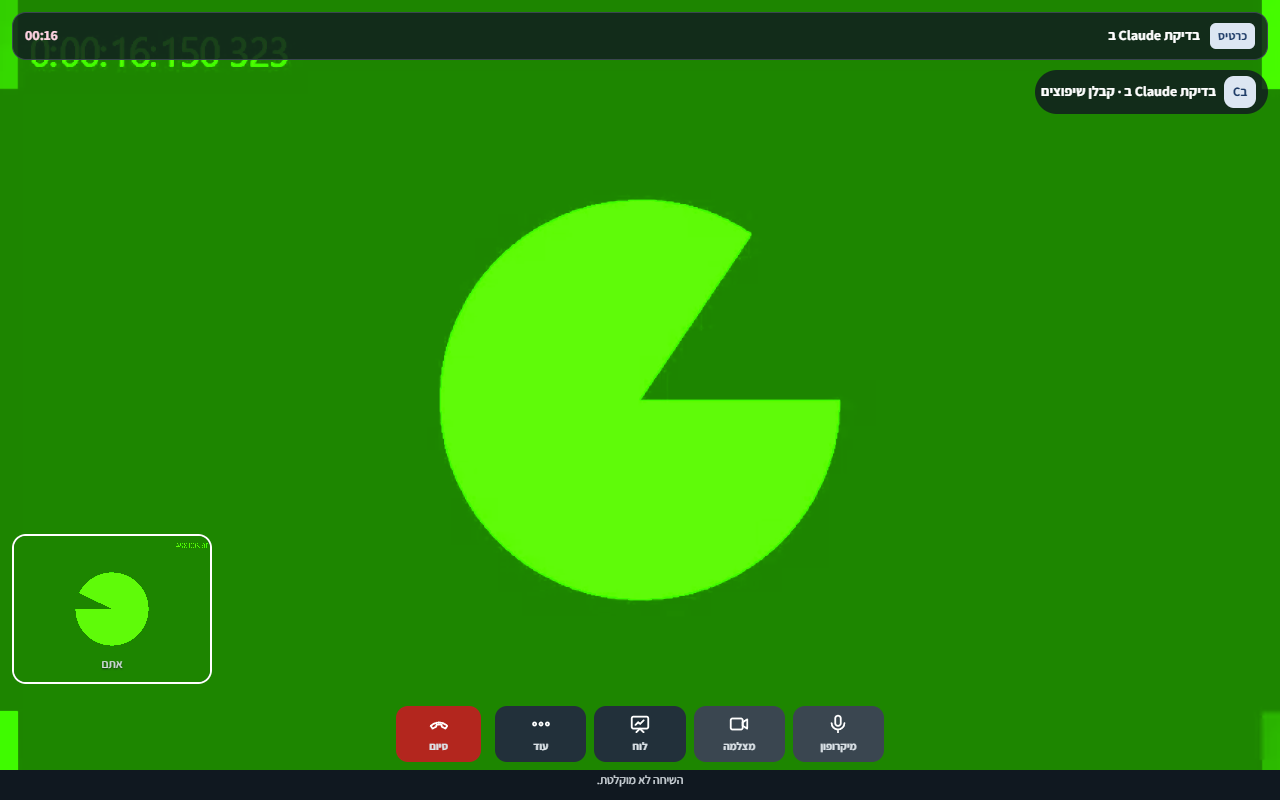 כרטיס
בדיקת Claude ב
00:16
0:00:16:150 323
בC
בדיקת Claude ב · קבלן שיפוצים
אתם
מיקרופון
מצלמה
לוח
עוד
סיום
השיחה לא מוקלטת.